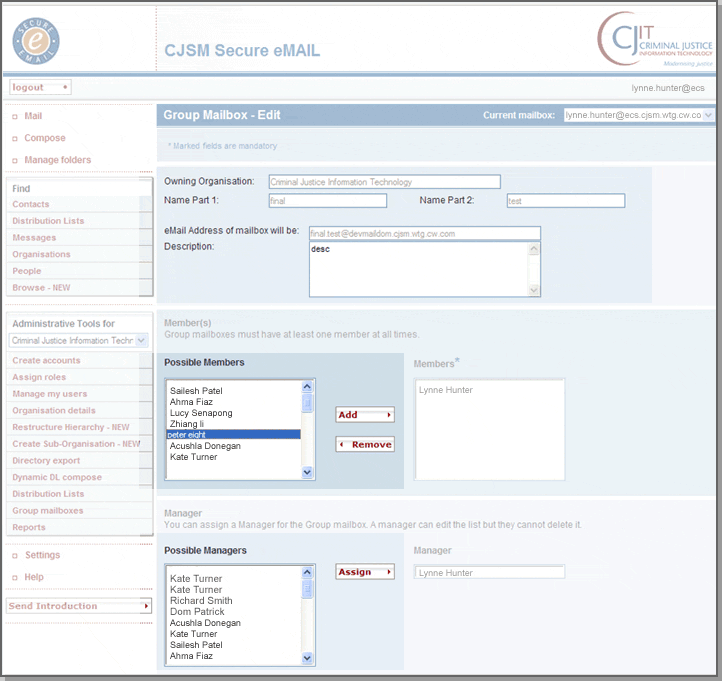 SECURE
e
EMAIL
CJSM Secure eMAIL
CJIT
CRIMINAL JUSTICE
INFORMATION TECHNOLOGY
Modernising justice
logout
lynne.hunter@ecs
Mail
Compose
Manage folders
Find
Contacts
Distribution Lists
Messages
Organisations
People
Browse - NEW
Administrative Tools for
Criminal Justice Information Techr
Create accounts
Assign roles
Manage my users
Organisation details
Restructure Hierarchy - NEW
Create Sub-Organisation - NEW
Directory export
Dynamic DL compose
Distribution Lists
Group mailboxes
Reports
Settings
Help
Send Introduction
Group Mailbox - Edit
Current mailbox: lynne.hunter@ecs.cjsm.wtg.cw.co
* Marked fields are mandatory
Owning Organisation: Criminal Justice Information Technology
Name Part 1: final Name Part 2: test
eMail Address of mailbox will be: final.test@devmaildom.cjsm.wtg.cw.com
Description: desc
Member(s)
Group mailboxes must have at least one member at all times.
Possible Members
Sailesh Patel
Ahma Fiaz
Lucy Senapong
Zhiang li
peter eight
Acushla Donegan
Kate Turner
Add
Remove
Members*
Lynne Hunter
Manager
You can assign a Manager for the Group mailbox. A manager can edit the list but they cannot delete it.
Possible Managers
Kate Turner
Kate Turner
Richard Smith
Dom Patrick
Acushla Donegan
Kate Turner
Sailesh Patel
Ahma Fiaz
Assign
Manager
Lynne Hunter